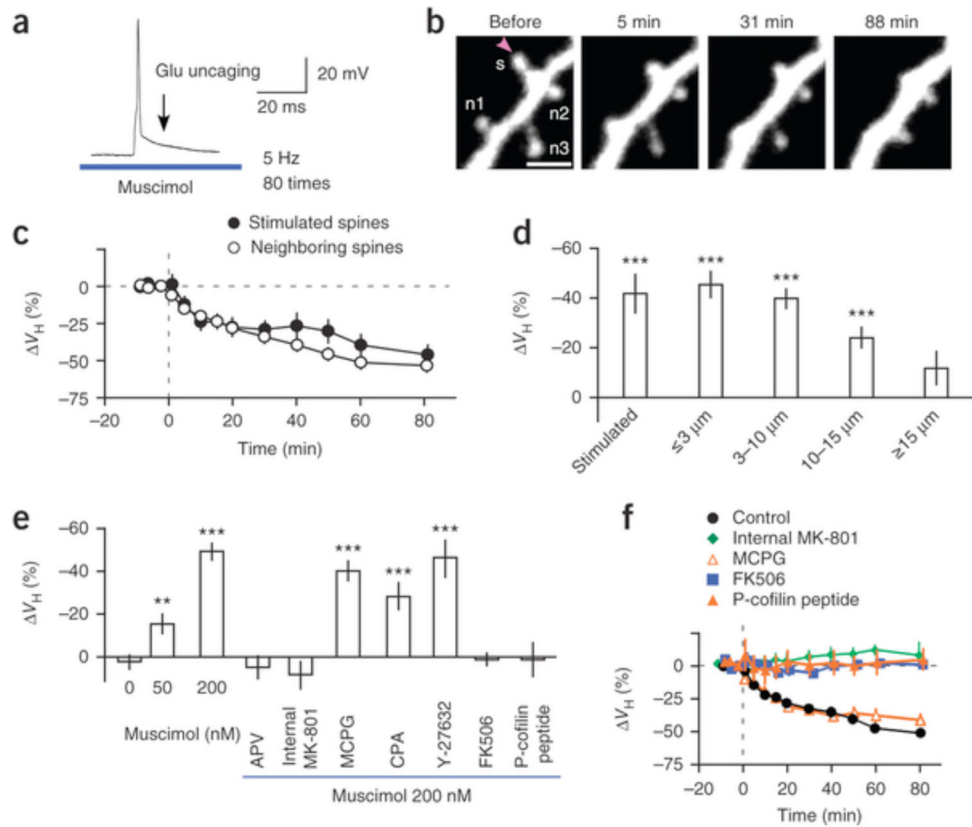 a
Glu uncaging
20 mV
20 ms
5 Hz
80 times
Muscimol
b
Before
5 min
31 min
88 min
s
n1
n2
n3
c
Stimulated spines
Neighboring spines
ΔVH (%)
0
−25
−50
−75
−20
0
20
40
60
80
Time (min)
d
ΔVH (%)
−60
−40
−20
0
***
***
***
***
Stimulated
≤3 µm
3–10 µm
10–15 µm
≥15 µm
e
ΔVH (%)
−60
−40
−20
0
**
***
***
***
***
0
50
200
Muscimol (nM)
APV
Internal
MK-801
MCPG
CPA
Y-27632
FK506
P-cofilin
peptide
Muscimol 200 nM
f
Control
Internal MK-801
MCPG
FK506
P-cofilin peptide
ΔVH (%)
0
−25
−50
−75
−20
0
20
40
60
80
Time (min)